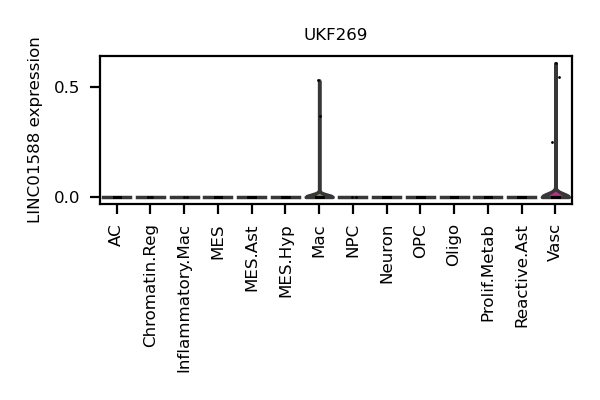 UKF269
LINC01588 expression
0.5
0.0
AC
Chromatin.Reg
Inflammatory.Mac
MES
MES.Ast
MES.Hyp
Mac
NPC
Neuron
OPC
Oligo
Prolif.Metab
Reactive.Ast
Vasc